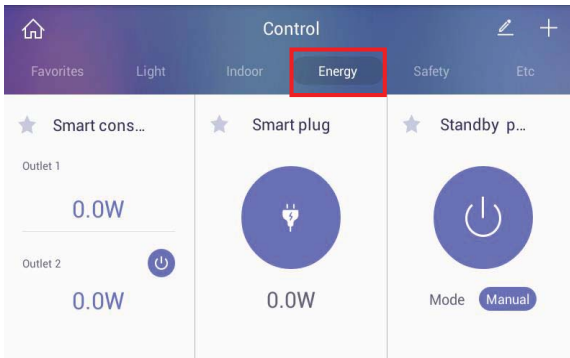 Control
Favorites Light Indoor Energy Safety Etc
Smart cons... Smart plug Standby p...
Outlet 1
0.0W
Outlet 2
0.0W 0.0W Mode Manual